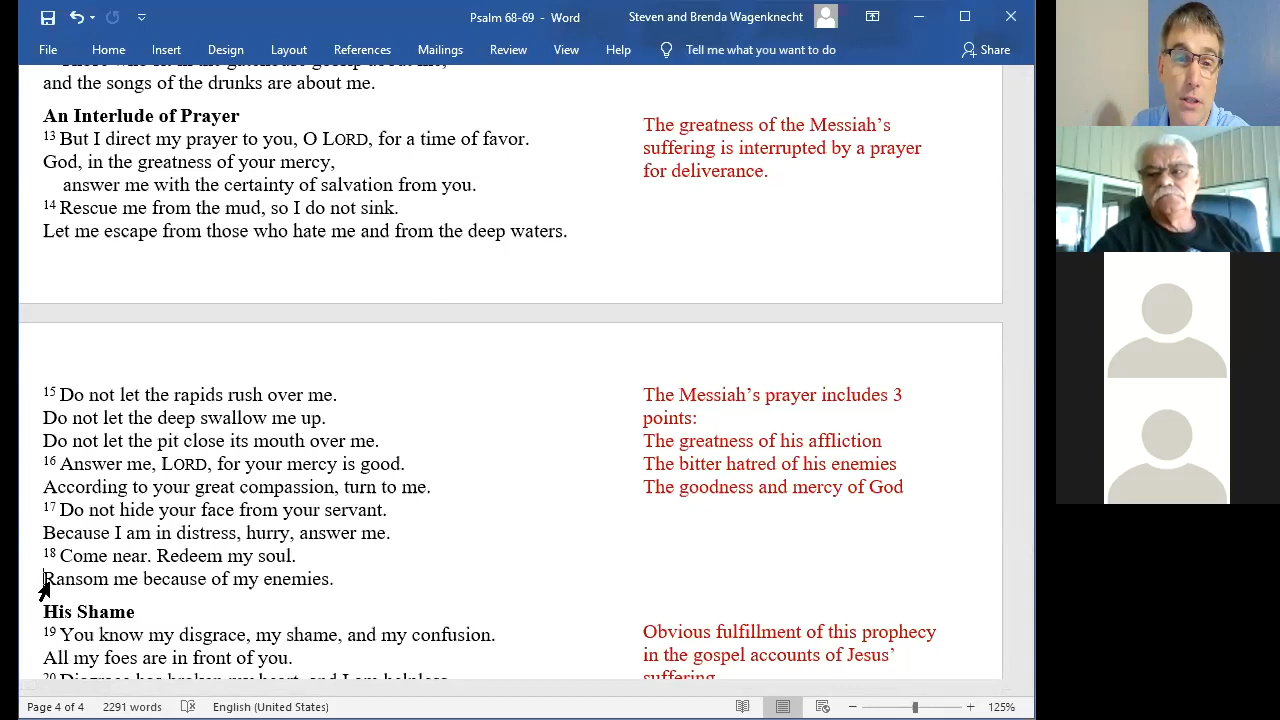 Psalm 68-69 - Word
Steven and Brenda Wagenknecht
File Home Insert Design Layout References Mailings Review View Help Tell me what you want to do Share
and the songs of the drunks are about me.
An Interlude of Prayer
13 But I direct my prayer to you, O LORD, for a time of favor.
God, in the greatness of your mercy,
answer me with the certainty of salvation from you.
14 Rescue me from the mud, so I do not sink.
Let me escape from those who hate me and from the deep waters.
The greatness of the Messiah's
suffering is interrupted by a prayer
for deliverance.
15 Do not let the rapids rush over me.
Do not let the deep swallow me up.
Do not let the pit close its mouth over me.
16 Answer me, LORD, for your mercy is good.
According to your great compassion, turn to me.
17 Do not hide your face from your servant.
Because I am in distress, hurry, answer me.
18 Come near. Redeem my soul.
Ransom me because of my enemies.
The Messiah's prayer includes 3
points:
The greatness of his affliction
The bitter hatred of his enemies
The goodness and mercy of God
His Shame
19 You know my disgrace, my shame, and my confusion.
All my foes are in front of you.
20 Disgrace has broken my heart, and I am helpless
Obvious fulfillment of this prophecy
in the gospel accounts of Jesus'
suffering
Page 4 of 4 2291 words English (United States) 125%